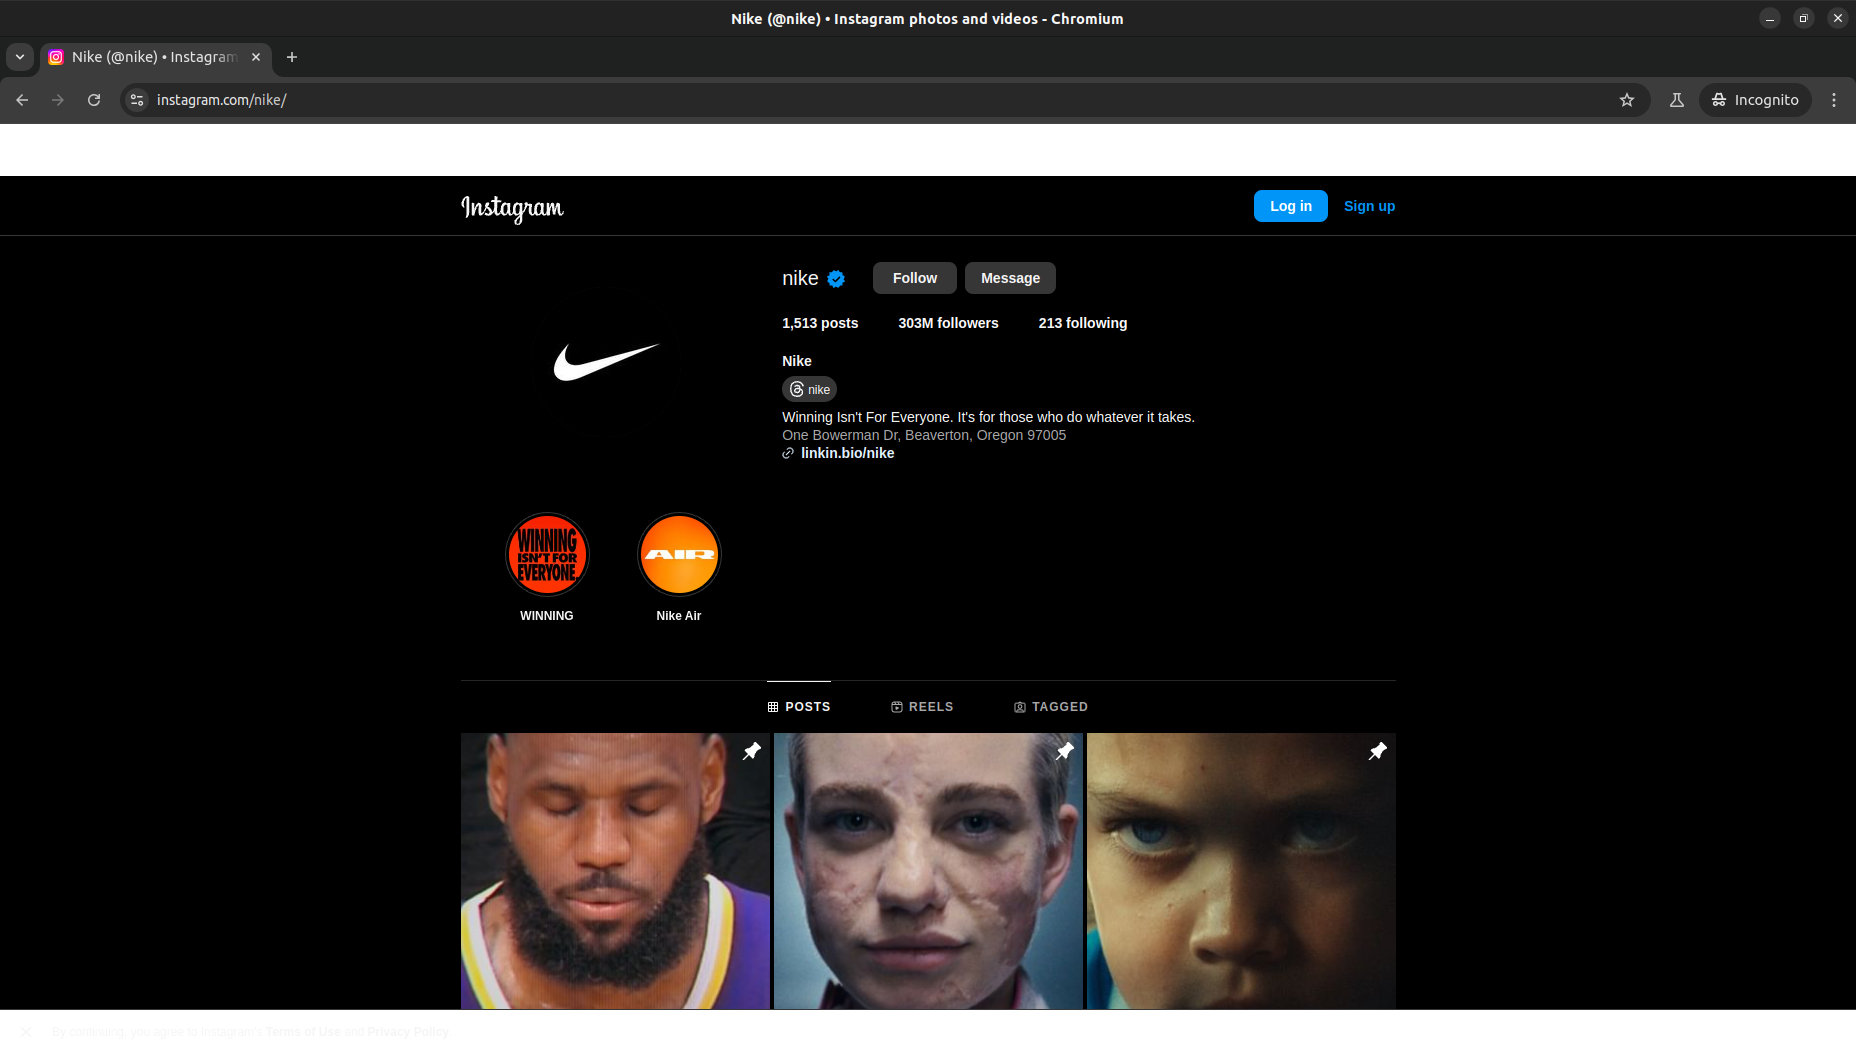 Nike (@nike) • Instagram photos and videos - Chromium
Nike (@nike) • Instagram
instagram.com/nike/
Incognito
Instagram
Log in
Sign up
nike
Follow
Message
1,513 posts
303M followers
213 following
Nike
nike
Winning Isn't For Everyone. It's for those who do whatever it takes.
One Bowerman Dr, Beaverton, Oregon 97005
linkin.bio/nike
WINNING
ISN'T FOR
EVERYONE.
AIR
WINNING
Nike Air
POSTS
REELS
TAGGED
By continuing, you agree to Instagram's Terms of Use and Privacy Policy